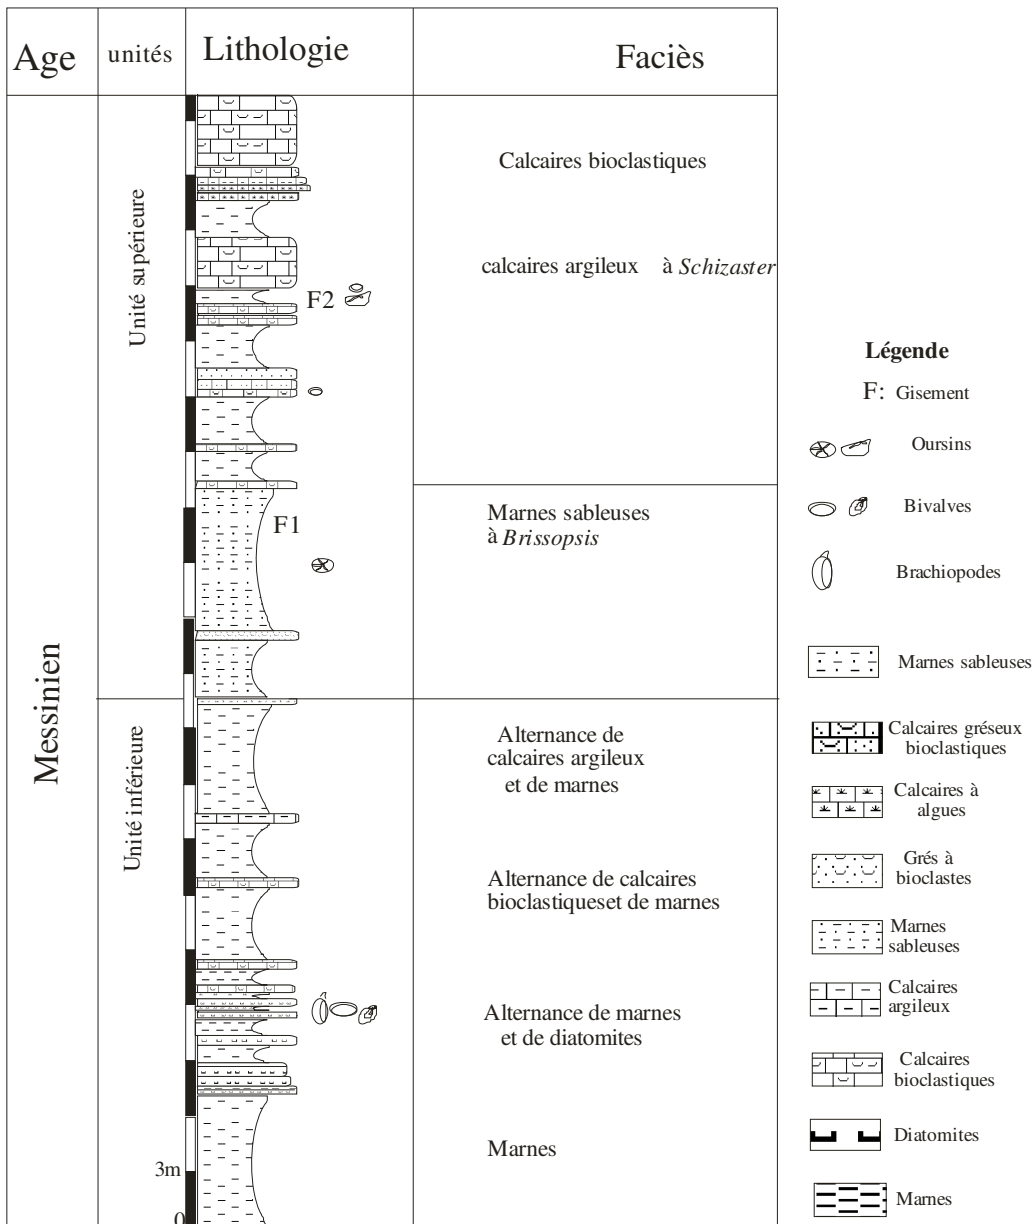 Age
unités
Lithologie
Faciès
Messinien
Unité supérieure
Unité inférieure
F2
F1
3m
0
Calcaires bioclastiques
calcaires argileux à Schizaster
Marnes sableuses
à Brissopsis
Alternance de
calcaires argileux
et de marnes
Alternance de calcaires
bioclastiqueset de marnes
Alternance de marnes
et de diatomites
Marnes
Légende
F: Gisement
Oursins
Bivalves
Brachiopodes
Marnes sableuses
Calcaires gréseux
bioclastiques
Calcaires à
algues
Grés à
bioclastes
Marnes
sableuses
Calcaires
argileux
Calcaires
bioclastiques
Diatomites
Marnes